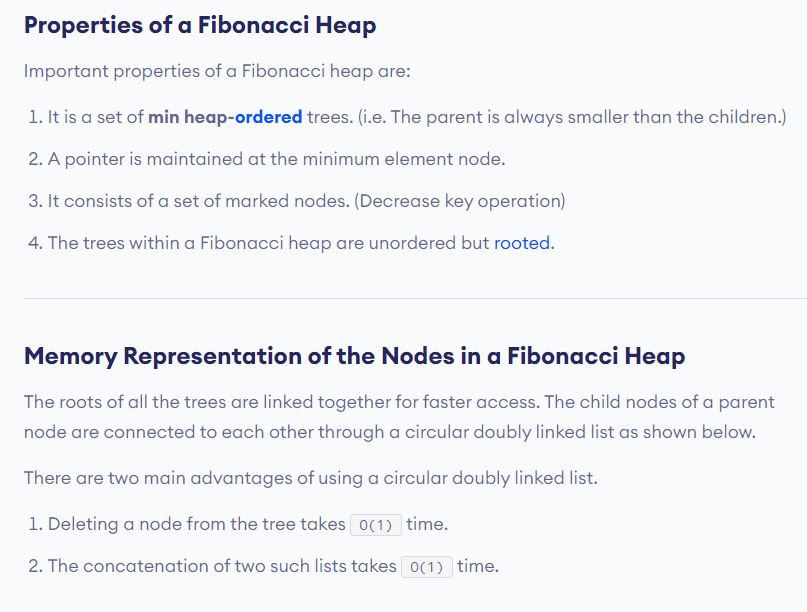 Properties of a Fibonacci Heap
Important properties of a Fibonacci heap are:
1. It is a set of min heap-ordered trees. (i.e. The parent is always smaller than the children.)
2. A pointer is maintained at the minimum element node.
3. It consists of a set of marked nodes. (Decrease key operation)
4. The trees within a Fibonacci heap are unordered but rooted.
Memory Representation of the Nodes in a Fibonacci Heap
The roots of all the trees are linked together for faster access. The child nodes of a parent
node are connected to each other through a circular doubly linked list as shown below.
There are two main advantages of using a circular doubly linked list.
1. Deleting a node from the tree takes O(1) time.
2. The concatenation of two such lists takes O(1) time.